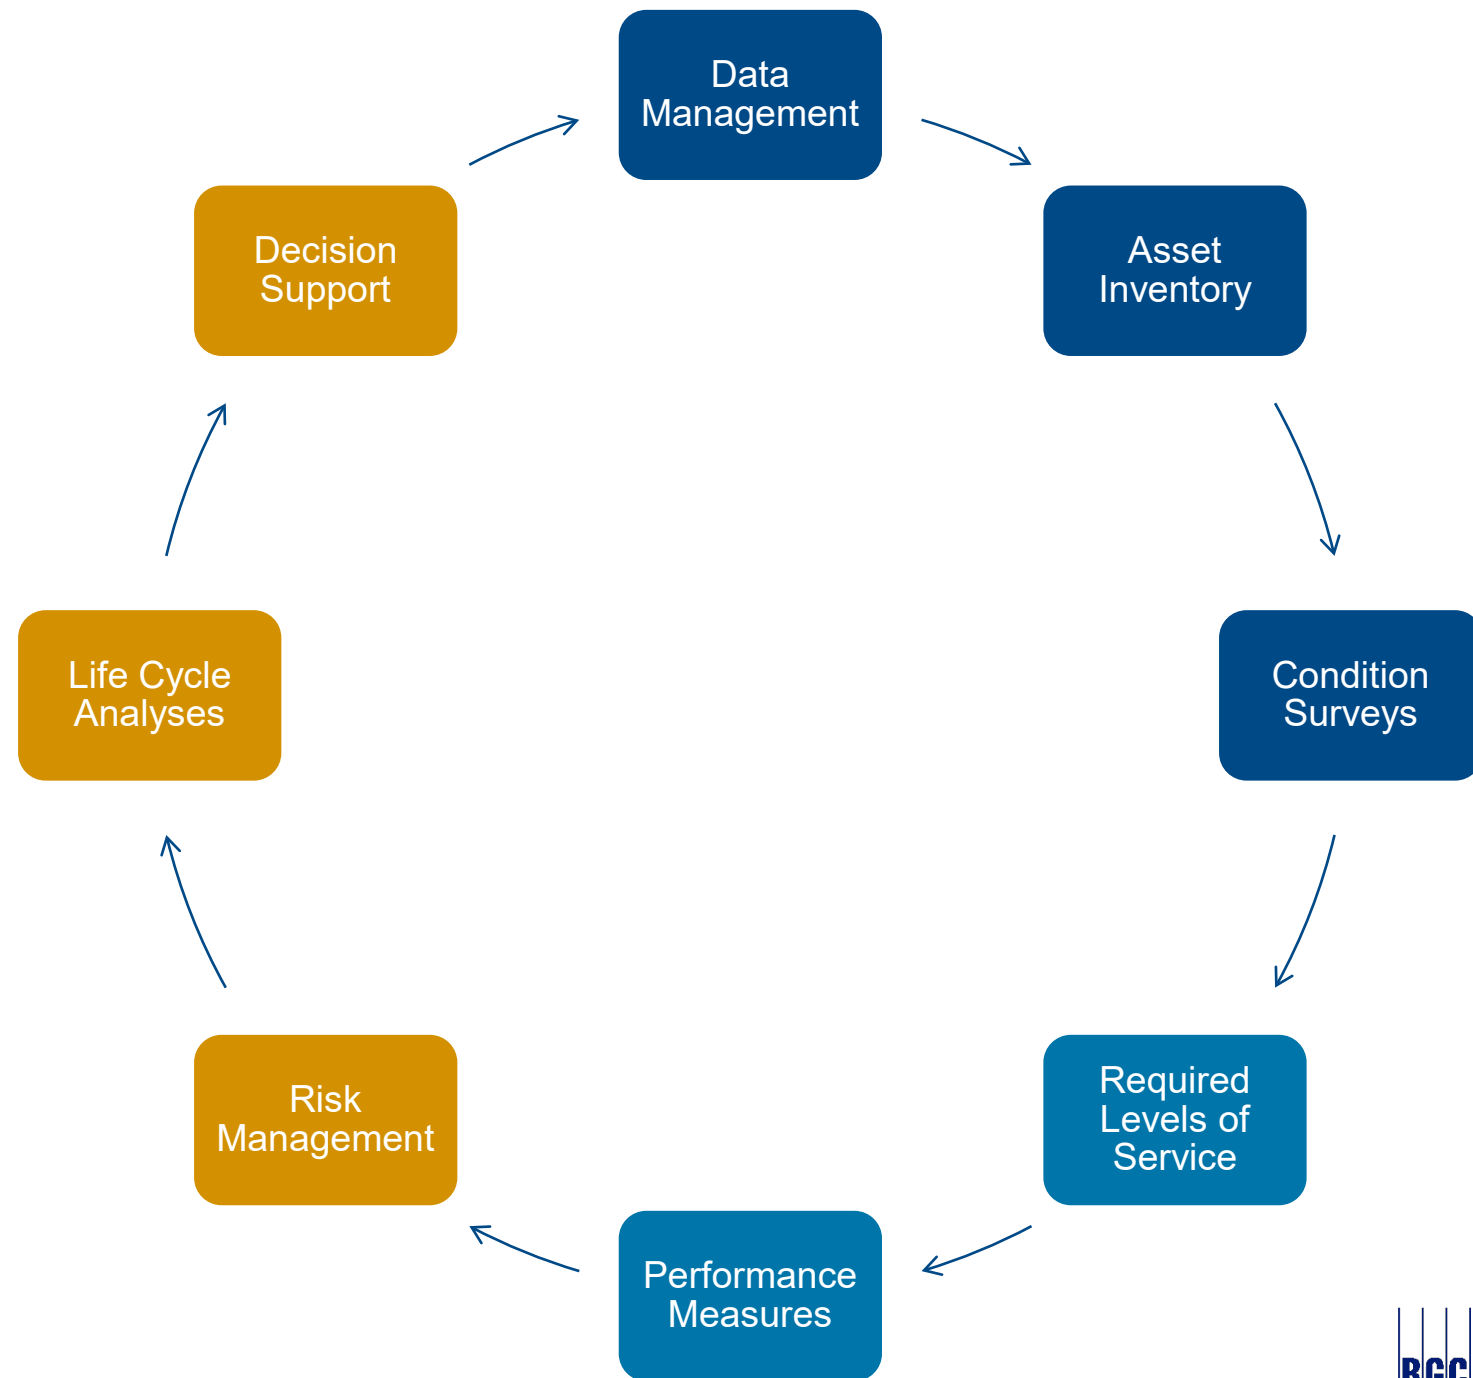 Data
Management
Asset
Inventory
Condition
Surveys
Required
Levels of
Service
Performance
Measures
Risk
Management
Life Cycle
Analyses
Decision
Support
BGC